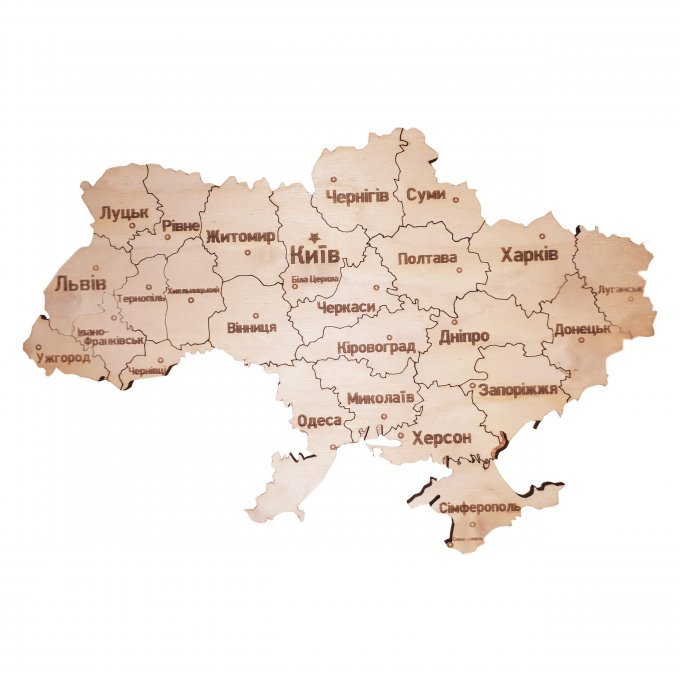 Чернігів
Суми
Луцьк
Рівне
Житомир
Київ
Полтава
Харків
Львів
Тернопіль
Хмельницький
Біла Церква
Луганськ
Черкаси
Вінниця
Івано-
Франківськ
Дніпро
Донецьк
Кіровоград
Ужгород
Чернівці
Запоріжжя
Миколаїв
Одеса
Херсон
Сімферополь